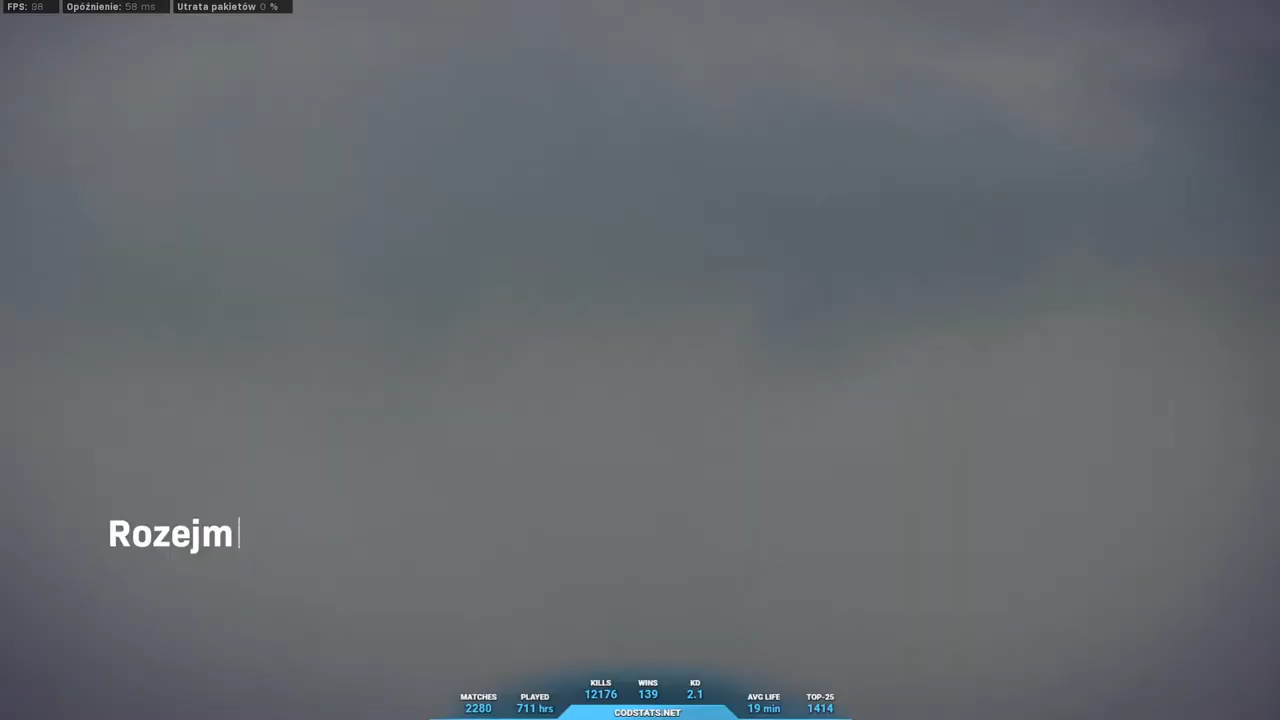 FPS: 98 Opóźnienie: 58 ms Utrata pakietów 0 %
Rozejm
KILLS WINS KD
12176 139 2.1
MATCHES PLAYED AVG LIFE TOP-25
2280 711 hrs 19 min 1414
CODSTATS.NET